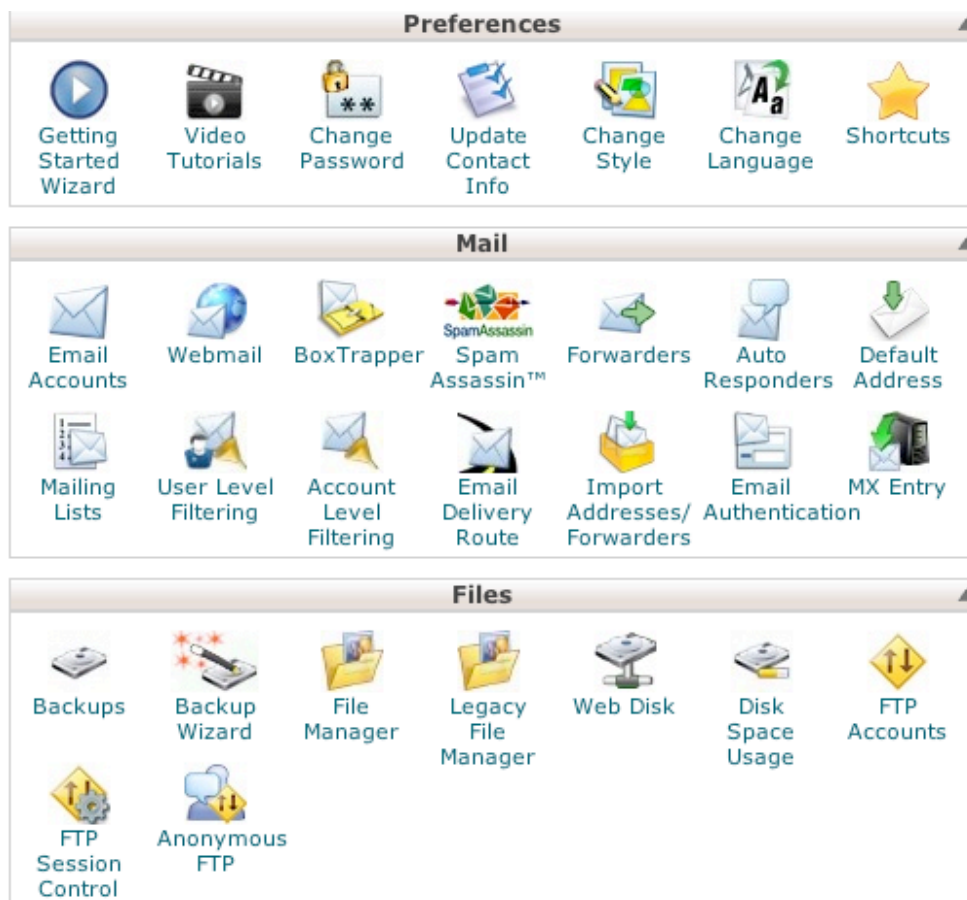 Preferences
Getting Started Wizard
Video Tutorials
Change Password
Update Contact Info
Change Style
Change Language
Shortcuts
Mail
Email Accounts
Webmail
BoxTrapper
SpamAssassin
Spam Assassin™
Forwarders
Auto Responders
Default Address
Mailing Lists
User Level Filtering
Account Level Filtering
Email Delivery Route
Import Addresses/ Forwarders
Email Authentication
MX Entry
Files
Backups
Backup Wizard
File Manager
Legacy File Manager
Web Disk
Disk Space Usage
FTP Accounts
FTP Session Control
Anonymous FTP